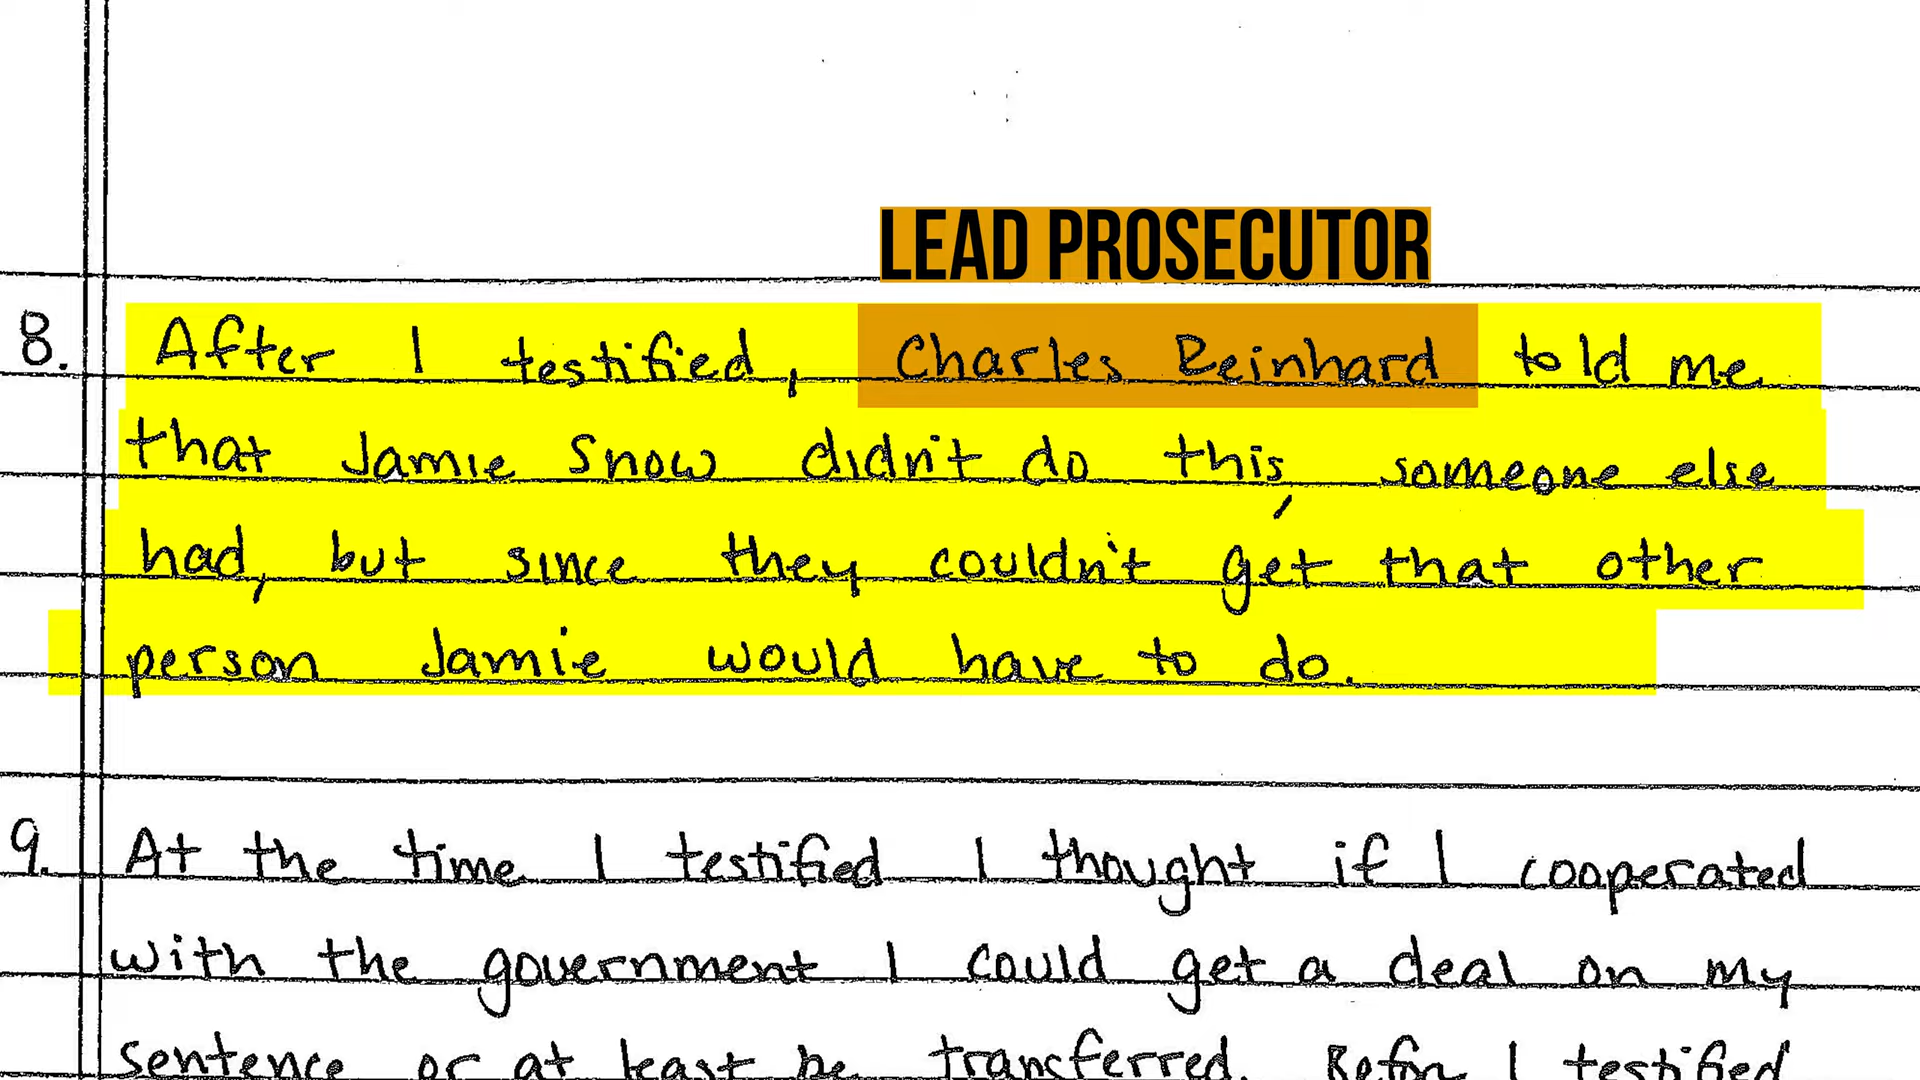 LEAD PROSECUTOR
8. After I testified, Charles Reinhard told me
that Jamie Snow didn't do this, someone else
had, but since they couldn't get that other
person Jamie would have to do.
9. At the time I testified I thought if I cooperated
with the government I could get a deal on my
sentence or at least be transferred. Before I testified